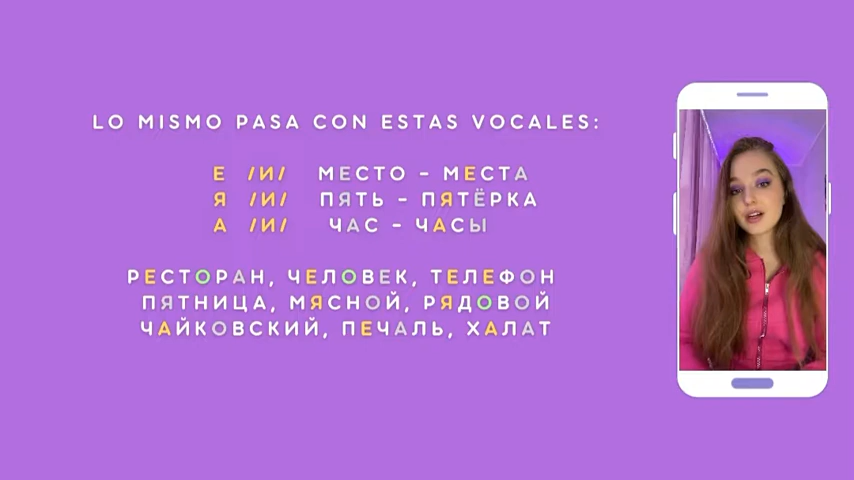 LO MISMO PASA CON ESTAS VOCALES:
Е /И/ МЕСТО - МЕСТА
Я /И/ ПЯТЬ - ПЯТЁРКА
А /И/ ЧАС - ЧАСЫ
РЕСТОРАН, ЧЕЛОВЕК, ТЕЛЕФОН
ПЯТНИЦА, МЯСНОЙ, РЯДОВОЙ
ЧАЙКОВСКИЙ, ПЕЧАЛЬ, ХАЛАТ